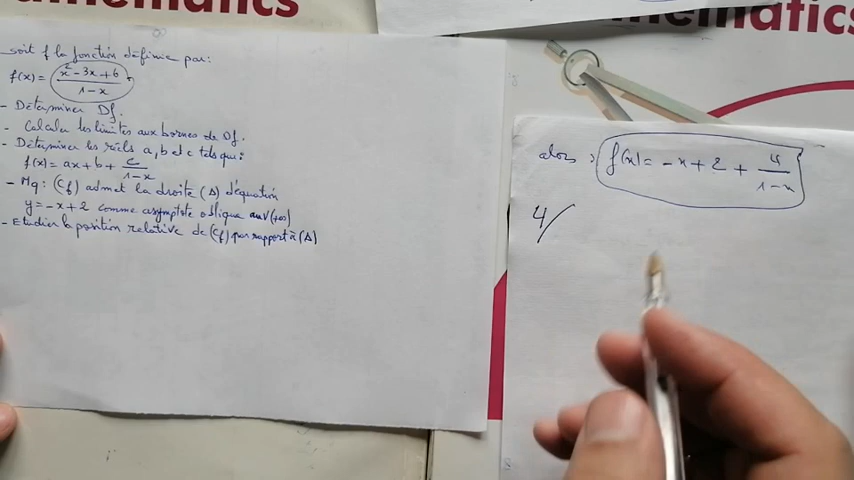 mathematics
mathematics
soit f la fonction définie par:
f(x) = (x² - 3x + 6)/(1 - x)
- Déterminer Df.
- Calculer les limites aux bornes de Df.
- Déterminer les réels a, b et c tels que:
f(x) = ax + b + c/(1 - x)
- Mq: (Cf) admet la droite (Δ) d'équation
y = -x + 2 comme asymptote oblique au V(+∞)
- Etudier la position relative de (Cf) par rapport à (Δ)
alors : f(x) = -x + 2 + 4/(1 - x)
4/